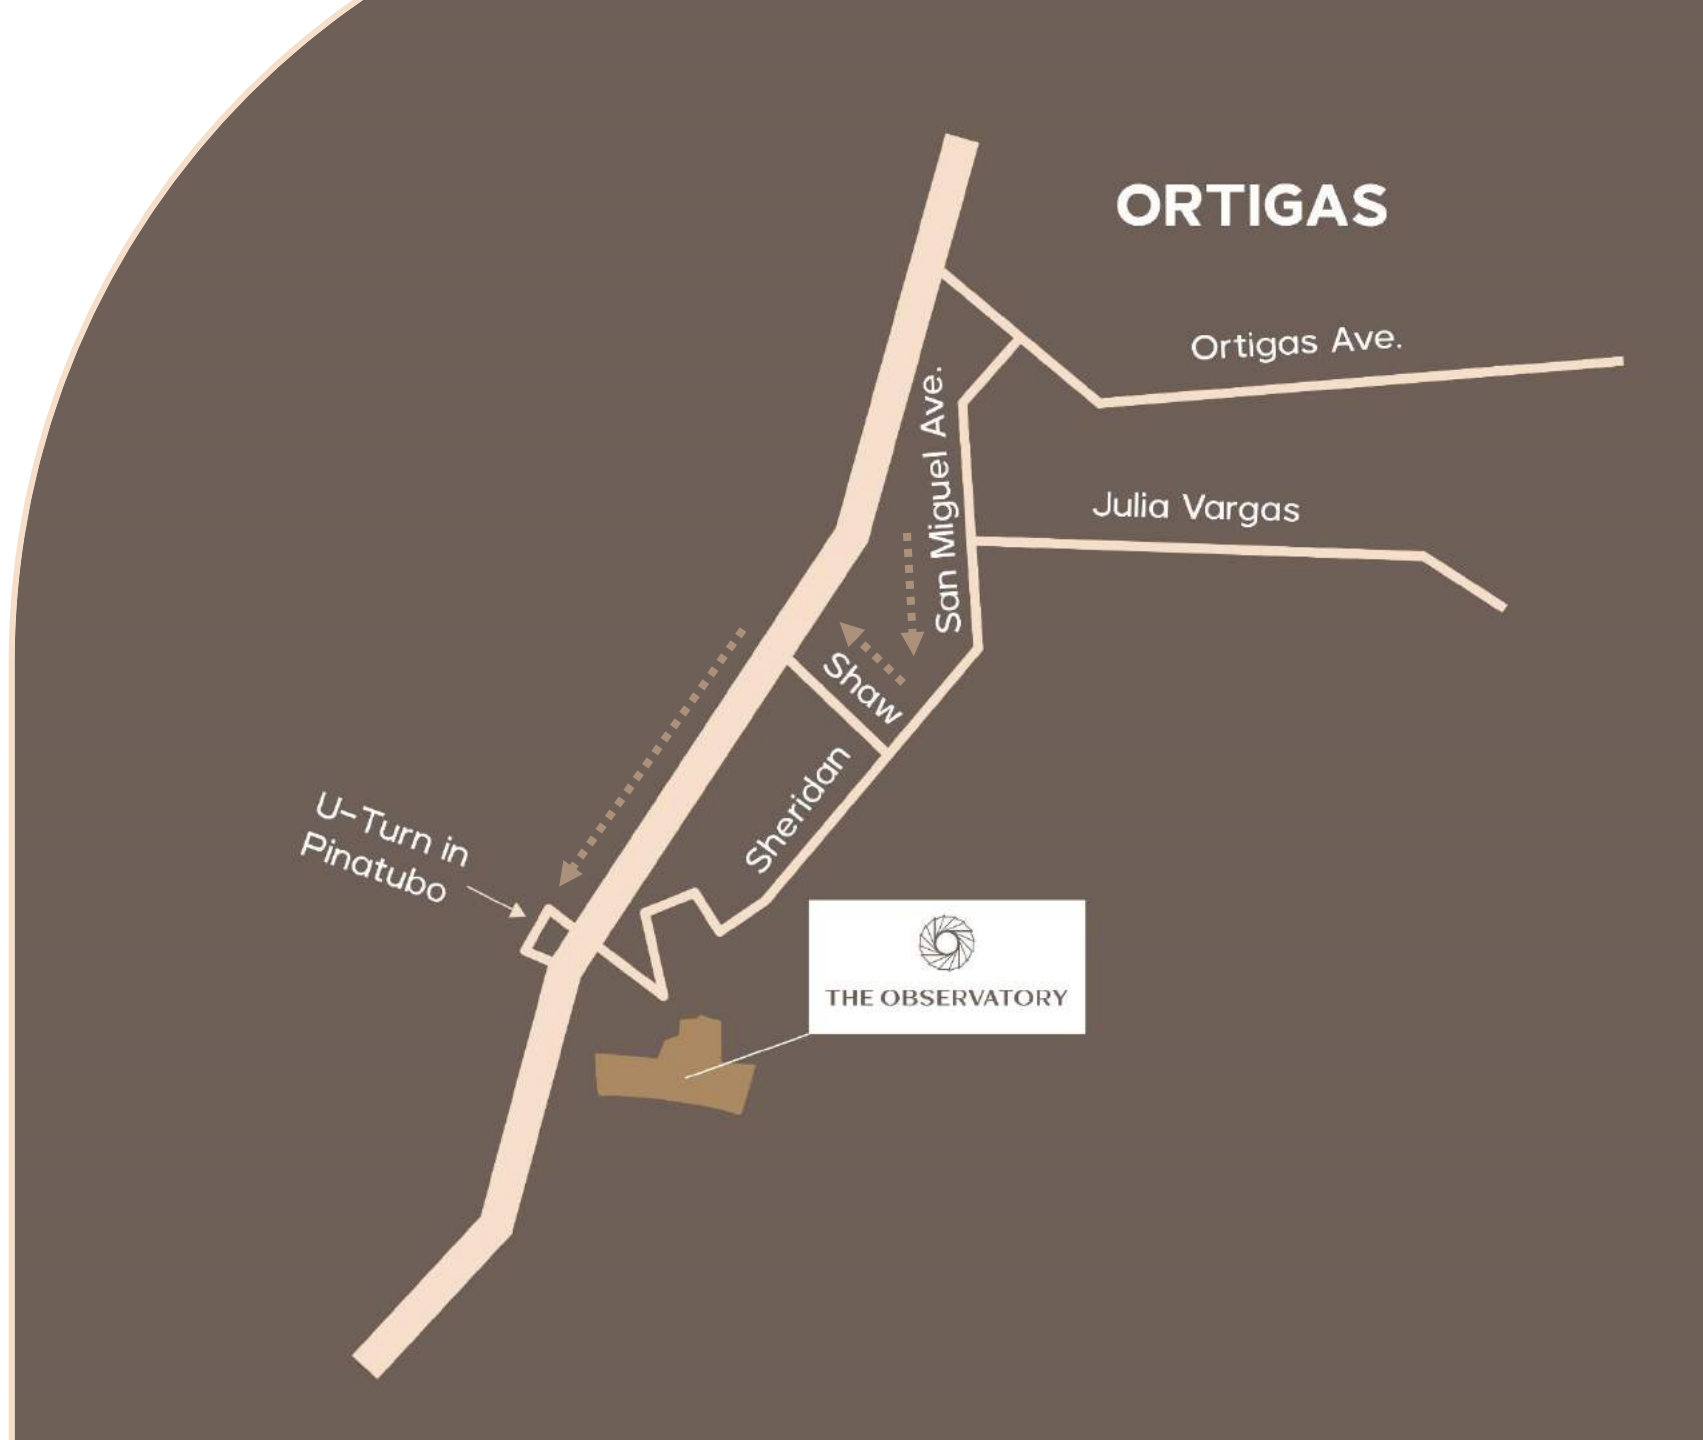 ORTIGAS
Ortigas Ave.
San Miguel Ave.
Julia Vargas
Shaw
Sheridan
U-Turn in
Pinatubo
THE OBSERVATORY